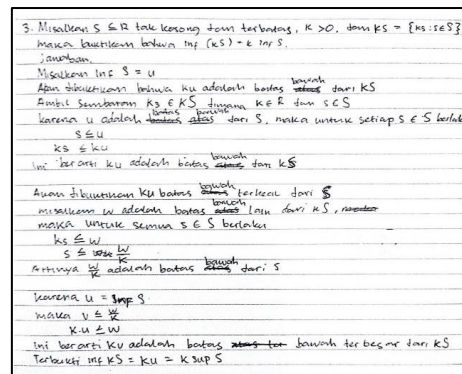 3. Misalkan S ⊆ R tak kosong dan terbatas, K > 0, dan KS = {ks : s ∈ S}
maka buktikan bahwa inf (KS) = k inf S.
jawaban.
Misalkan inf S = u
Akan dibuktikan bahwa ku adalah batas bawah dari KS
Ambil sembarang Ks ∈ KS dimana K ∈ R dan s ∈ S
karena u adalah batas bawah dari S, maka untuk setiap s ∈ S berlaku
s ≤ u
ks ≤ ku
Ini berarti ku adalah batas bawah dari KS
Akan dibuktikan ku batas bawah terkecil dari S
misalkan w adalah batas bawah lain dari KS,
maka untuk semua s ∈ S berlaku
ks ≤ w
s ≤ w/k
Artinya w/k adalah batas bawah dari S
karena u = inf S
maka u ≤ w/k
k.u ≤ w
Ini berarti ku adalah batas bawah terbesar dari KS
Terbukti inf KS = ku = k sup S